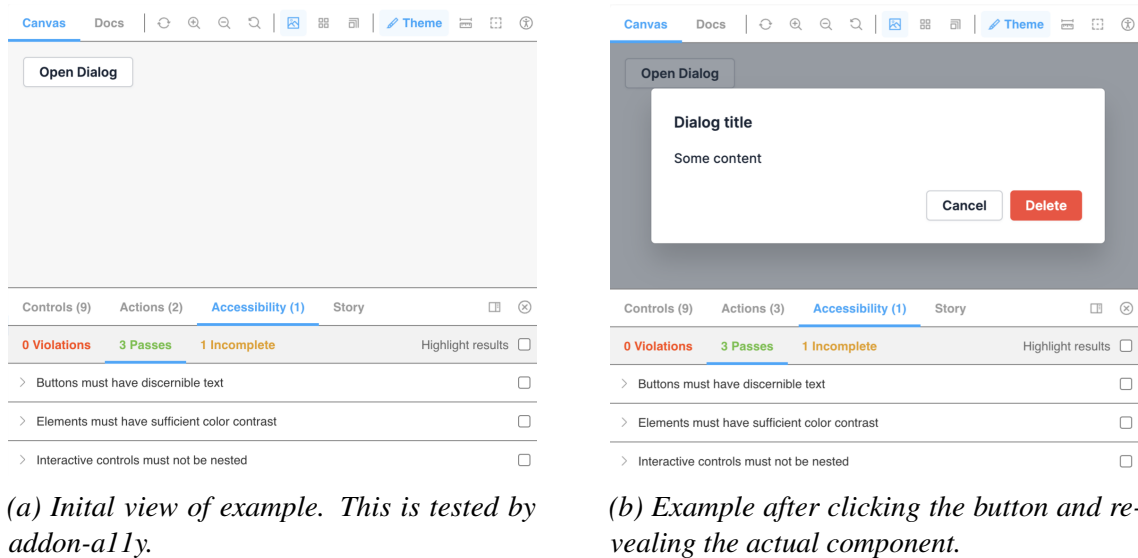 Canvas Docs Theme
Open Dialog
Controls (9) Actions (2) Accessibility (1) Story
0 Violations 3 Passes 1 Incomplete Highlight results
Buttons must have discernible text
Elements must have sufficient color contrast
Interactive controls must not be nested
(a) Inital view of example. This is tested by
addon-a11y.
Canvas Docs Theme
Open Dialog
Dialog title
Some content
Cancel Delete
Controls (9) Actions (3) Accessibility (1) Story
0 Violations 3 Passes 1 Incomplete Highlight results
Buttons must have discernible text
Elements must have sufficient color contrast
Interactive controls must not be nested
(b) Example after clicking the button and re-
vealing the actual component.